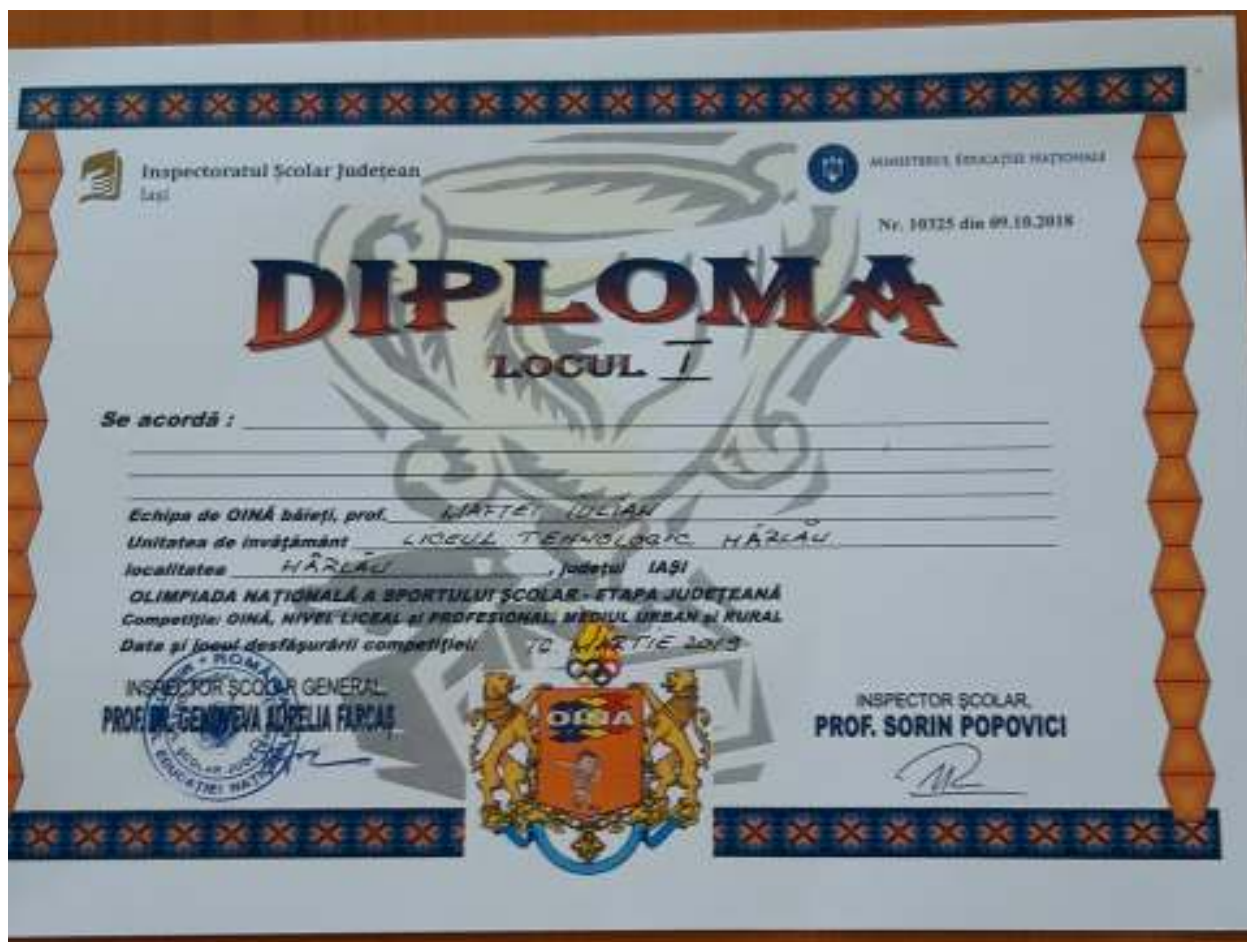 Inspectoratul Școlar Județean
Iași
MINISTERUL EDUCAȚIEI NAȚIONALE
Nr. 10325 din 09.10.2018
DIPLOMA
LOCUL I
Se acordă :
Echipa de OINĂ băieți, prof. MAFTEI IULIAN
Unitatea de învățământ LICEUL TEHNOLOGIC HÂRLĂU
localitatea HÂRLĂU , județul IAȘI
OLIMPIADA NAȚIONALĂ A SPORTULUI ȘCOLAR - ETAPA JUDEȚEANĂ
Competiția: OINĂ, NIVEL LICEAL și PROFESIONAL, MEDIUL URBAN și RURAL
Data și locul desfășurării competiției: MARTIE 2019
INSPECTOR ȘCOLAR GENERAL,
PROF. DR. GENOVEVA AURELIA FARCAȘ
INSPECTOR ȘCOLAR,
PROF. SORIN POPOVICI
OINA